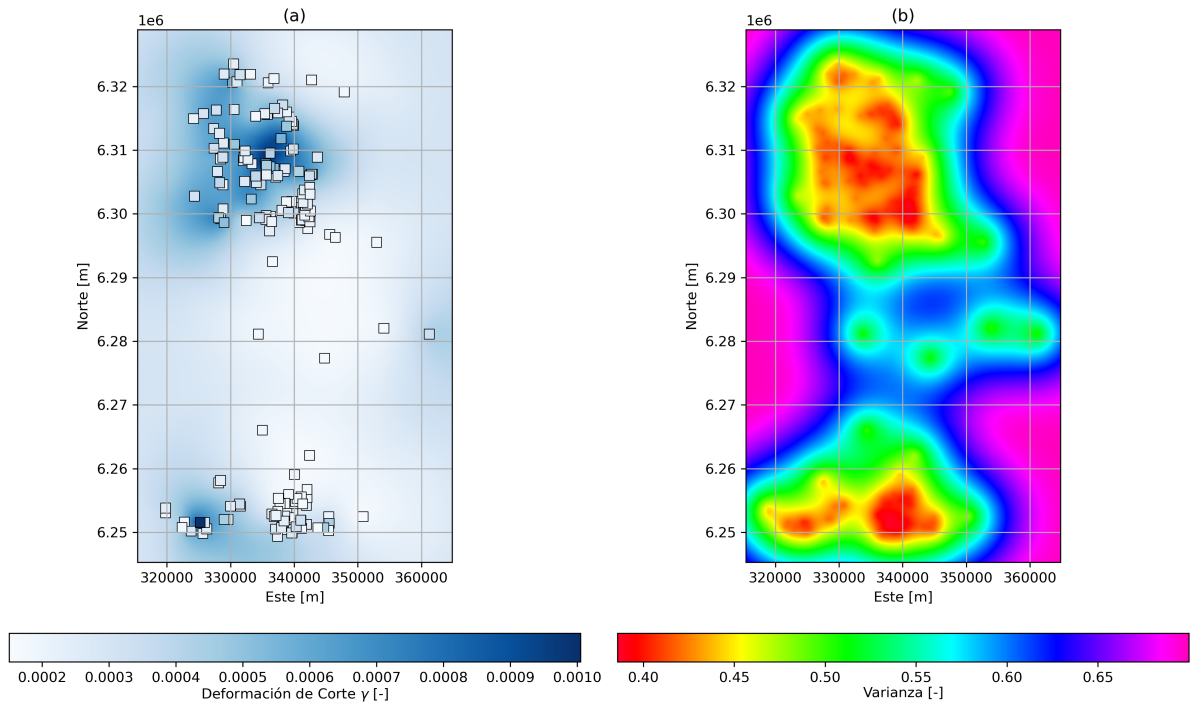 (a)
1e6
6.32
6.31
6.30
6.29
6.28
6.27
6.26
6.25
Norte [m]
320000 330000 340000 350000 360000
Este [m]
0.0002 0.0003 0.0004 0.0005 0.0006 0.0007 0.0008 0.0009 0.0010
Deformación de Corte γ [-]
(b)
1e6
6.32
6.31
6.30
6.29
6.28
6.27
6.26
6.25
Norte [m]
320000 330000 340000 350000 360000
Este [m]
0.40 0.45 0.50 0.55 0.60 0.65
Varianza [-]